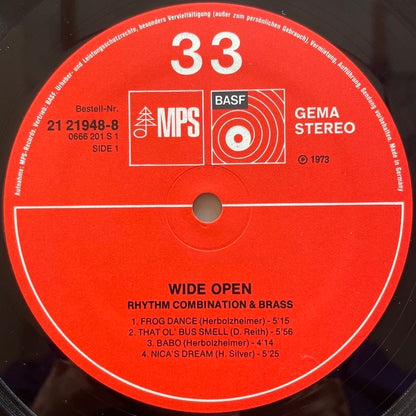 Aufnahme: MPS-Records. Vertrieb: BASF. Urheber- und Leistungsschutzrechte, besonders Vervielfältigung (außer zum persönlichen Gebrauch), Vermietung, Aufführung, Sendung vorbehalten. Made in Germany
33
Bestell-Nr.
21 21948-8
0666 201 S 1
SIDE 1
MPS
BASF
GEMA
STEREO
Ⓟ 1973
WIDE OPEN
RHYTHM COMBINATION & BRASS
1. FROG DANCE (Herbolzheimer) - 5'15
2. THAT OL' BUS SMELL (D. Reith) - 5'56
3. BABO (Herbolzheimer) - 4'14
4. NICA'S DREAM (H. Silver) - 5'25